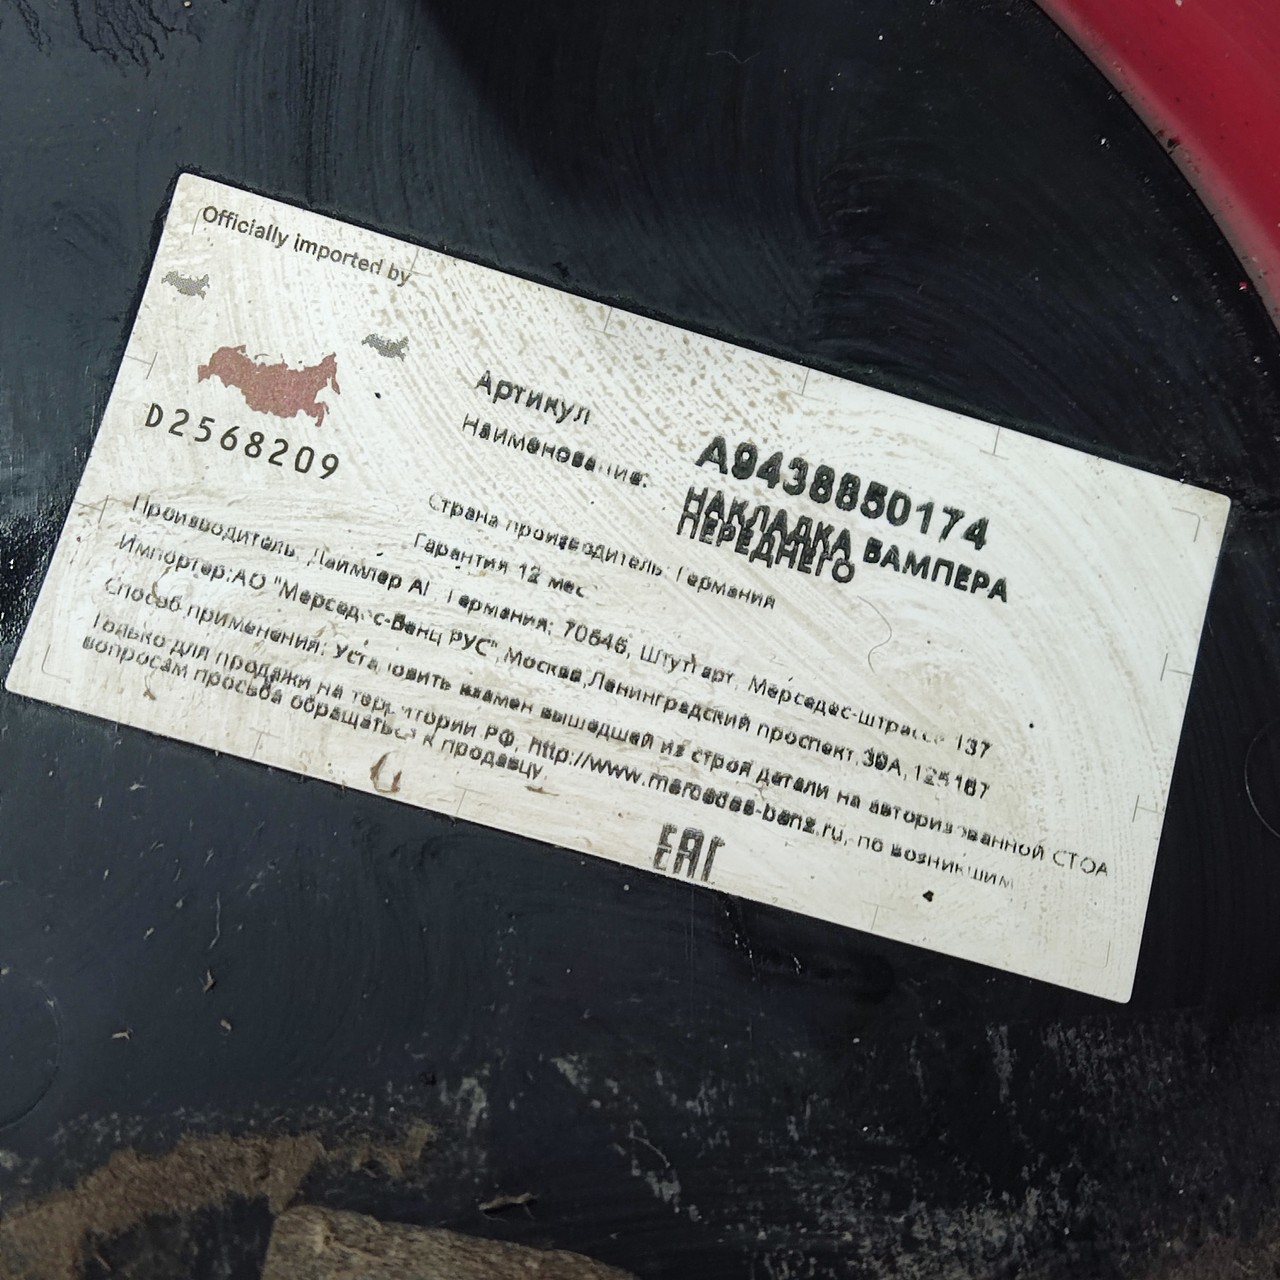 Officially imported by
D2568209
Артикул
A9438850174
Наименование:
НАКЛАДКА БАМПЕРА
ПЕРЕДНЕГО
Страна производитель: Германия
Гарантия 12 мес
Производитель: Даймлер АГ, Германия; 70546, Штутгарт, Мерседес-штрассе 137
Импортер:АО "Мерседес-Бенц РУС",Москва,Ленинградский проспект,39А,125167
Способ применения: Установить взамен вышедшей из строя детали на авторизованной СТОА
Только для продажи на территории РФ, http://www.mercedes-benz.ru, по возникшим
вопросам просьба обращаться к продавцу
EAC